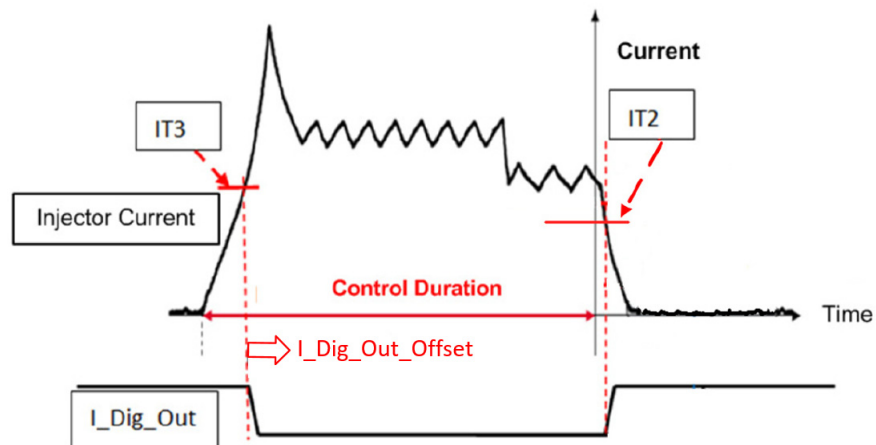 Current
IT3
IT2
Injector Current
Control Duration
Time
I_Dig_Out_Offset
I_Dig_Out